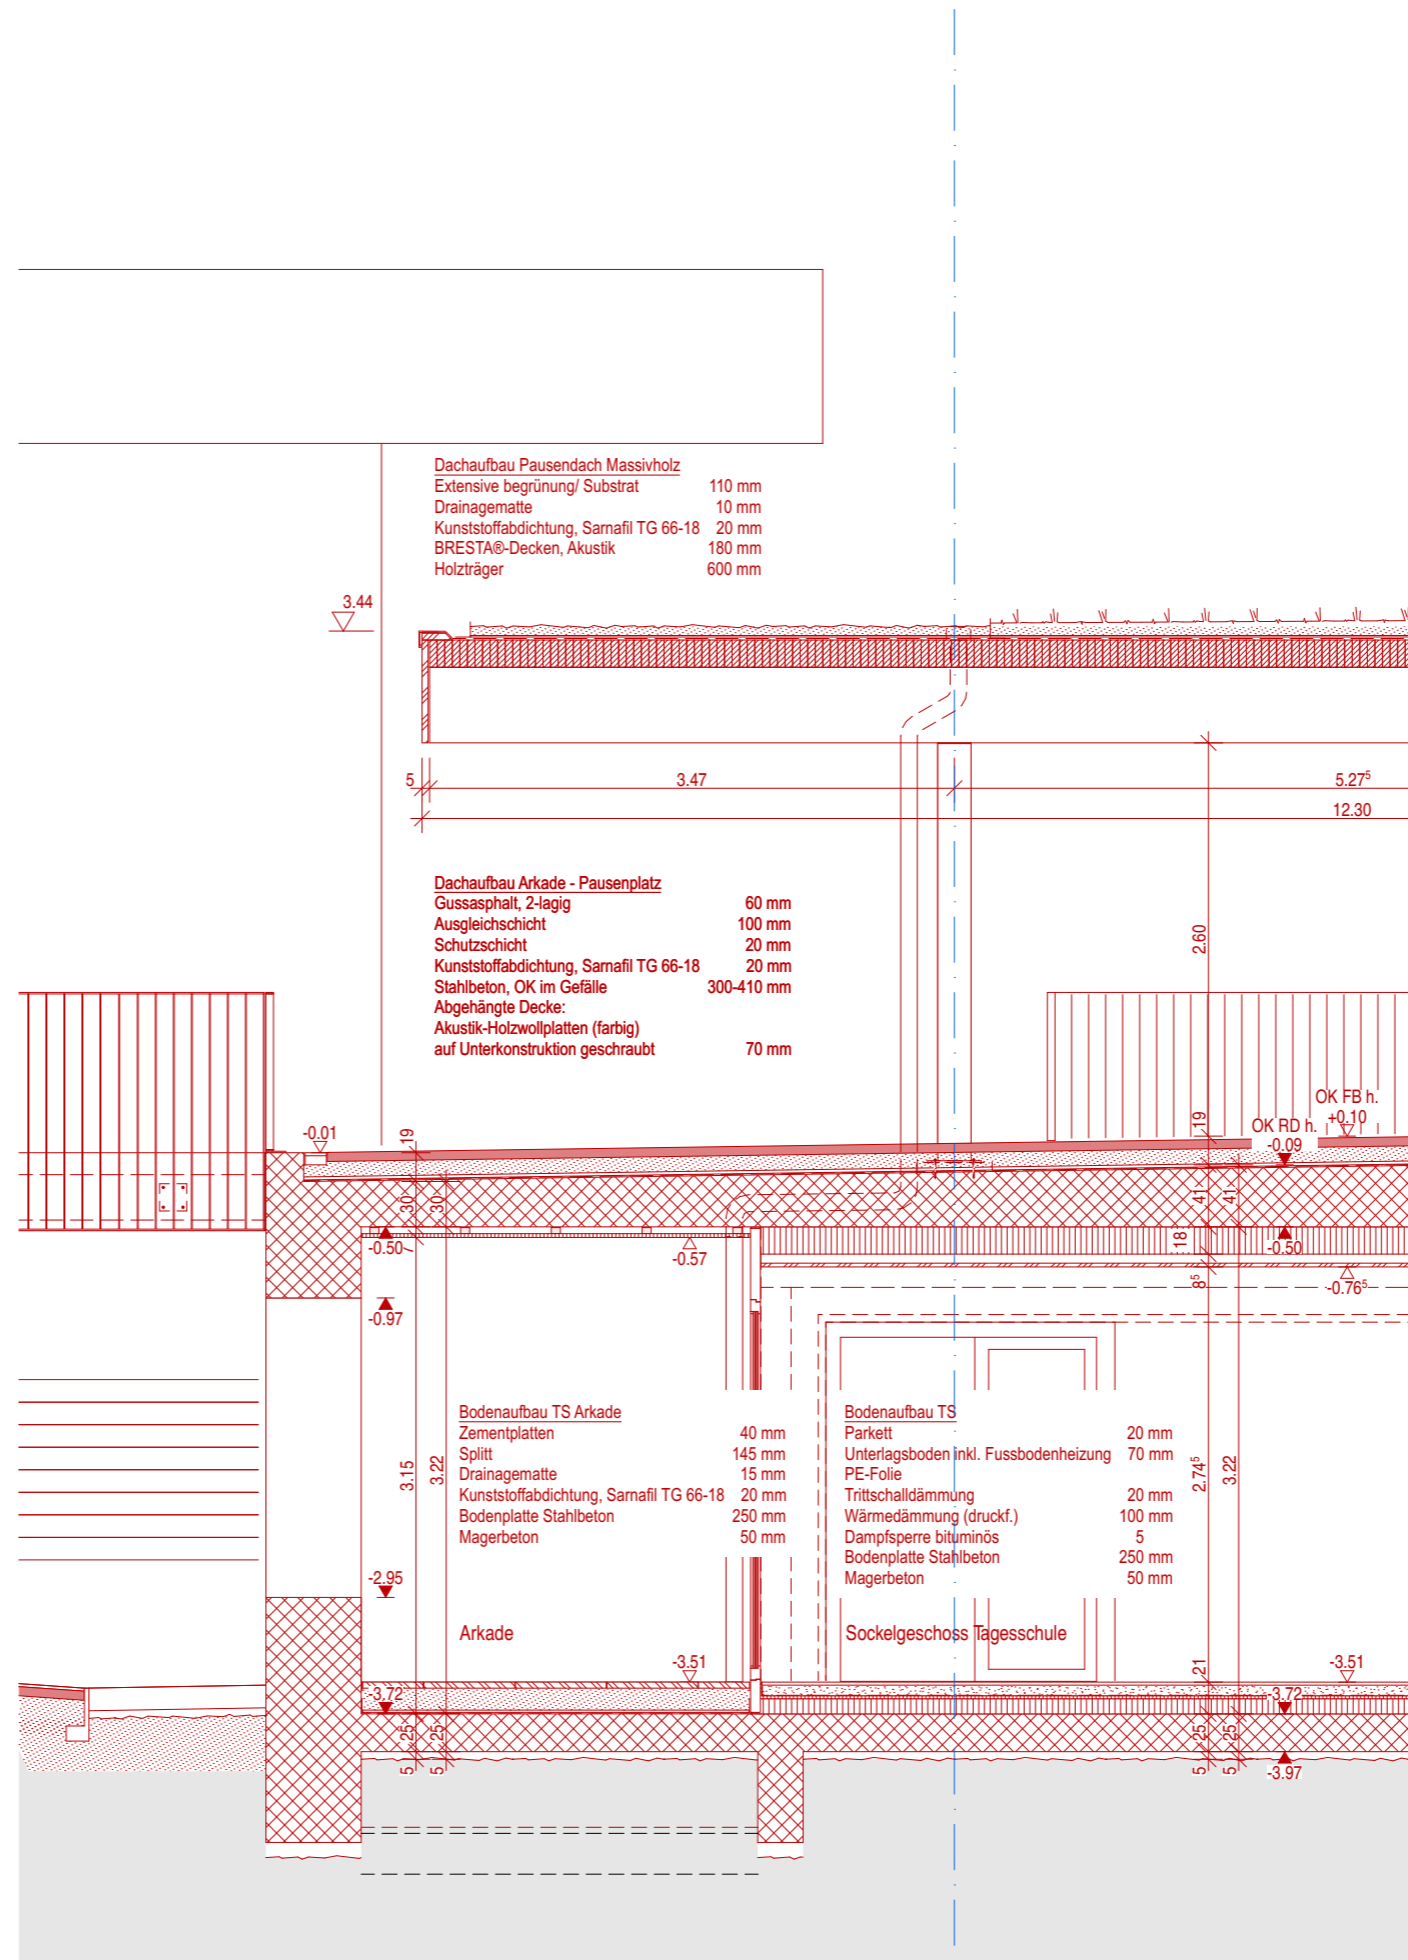 Dachaufbau Pausendach Massivholz
Extensive begrünung/ Substrat 110 mm
Drainagematte 10 mm
Kunststoffabdichtung, Sarnafil TG 66-18 20 mm
BRESTA®-Decken, Akustik 180 mm
Holzträger 600 mm
3.44
5 3.47 5.27⁵
12.30
Dachaufbau Arkade - Pausenplatz
Gussasphalt, 2-lagig 60 mm
Ausgleichschicht 100 mm
Schutzschicht 20 mm
Kunststoffabdichtung, Sarnafil TG 66-18 20 mm
Stahlbeton, OK im Gefälle 300-410 mm
Abgehängte Decke:
Akustik-Holzwollplatten (farbig)
auf Unterkonstruktion geschraubt 70 mm
2.60
OK FB h.
+0.10
OK RD h.
-0.09
-0.01
19
19
30 30
41 41
-0.50
7
-0.57
18
-0.50
8⁵
-0.76⁵
-0.97
Bodenaufbau TS Arkade
Zementplatten 40 mm
Splitt 145 mm
Drainagematte 15 mm
Kunststoffabdichtung, Sarnafil TG 66-18 20 mm
Bodenplatte Stahlbeton 250 mm
Magerbeton 50 mm
Bodenaufbau TS
Parkett 20 mm
Unterlagsboden inkl. Fussbodenheizung 70 mm
PE-Folie
Trittschalldämmung 20 mm
Wärmedämmung (druckf.) 100 mm
Dampfsperre bituminös 5
Bodenplatte Stahlbeton 250 mm
Magerbeton 50 mm
3.15 3.22
2.74⁵ 3.22
-2.95
Arkade
Sockelgeschoss Tagesschule
-3.51
21
-3.51
-3.72
-3.72
25 25
25 25
5 5
5 5
-3.97